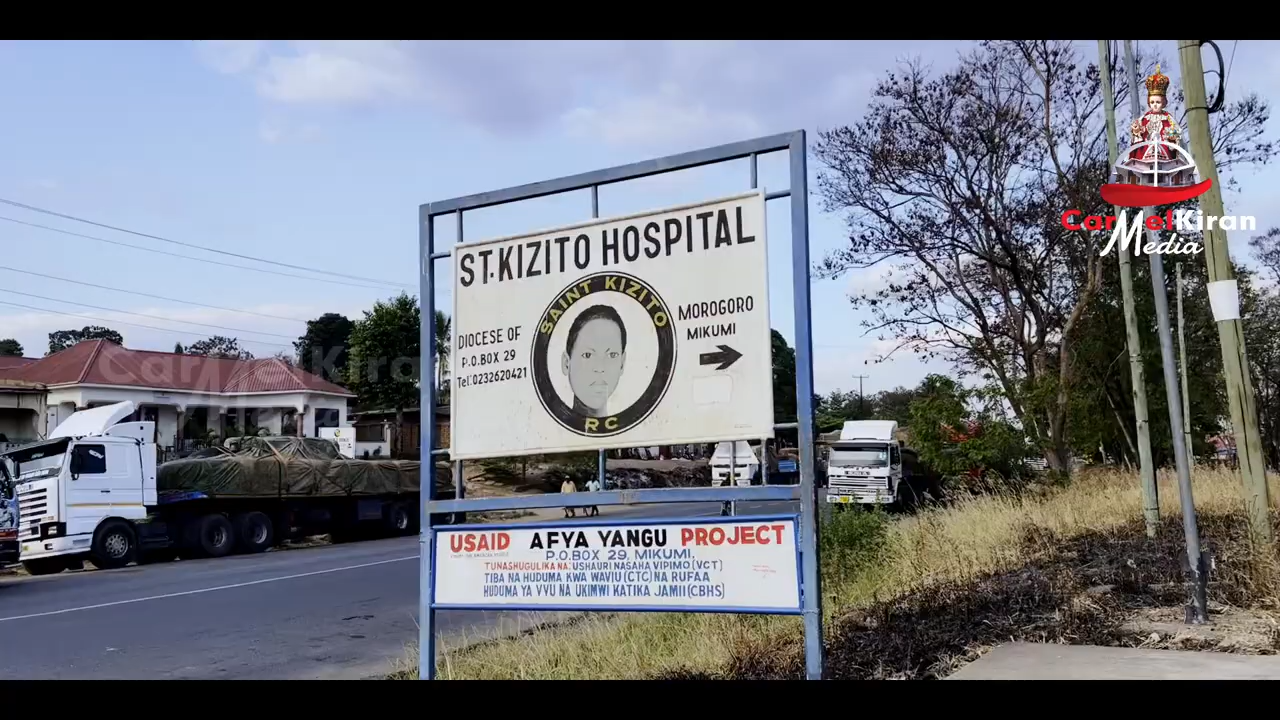 ST.KIZITO HOSPITAL
SAINT KIZITO
RC
DIOCESE OF
P.O.BOX 29
Tel:0232620421
MOROGORO
MIKUMI
USAID AFYA YANGU PROJECT
P.O.BOX 29, MIKUMI,
TUNASHUGULIKA NA: USHAURI NASAHA VIPIMO (VCT)
TIBA NA HUDUMA KWA WAVIU (CTC) NA RUFAA
HUDUMA YA VVU NA UKIMWI KATIKA JAMII (CBHS)
CarmelKiran
Media
CarmelKiran
Media